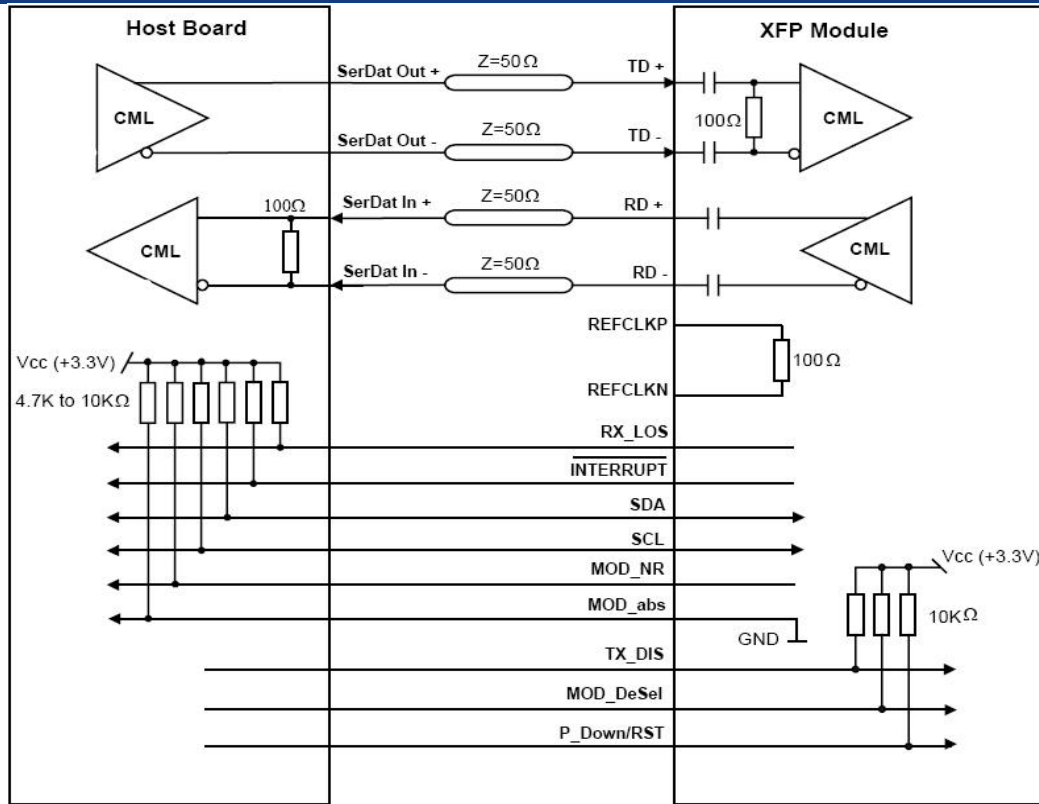 Host Board
XFP Module
SerDat Out +
Z=50Ω
TD +
CML
100Ω
CML
SerDat Out -
Z=50Ω
TD -
100Ω
SerDat In +
Z=50Ω
RD +
CML
CML
SerDat In -
Z=50Ω
RD -
REFCLKP
Vcc (+3.3V)
100Ω
4.7K to 10KΩ
REFCLKN
RX_LOS
INTERRUPT
SDA
SCL
Vcc (+3.3V)
MOD_NR
MOD_abs
10KΩ
GND
TX_DIS
MOD_DeSel
P_Down/RST